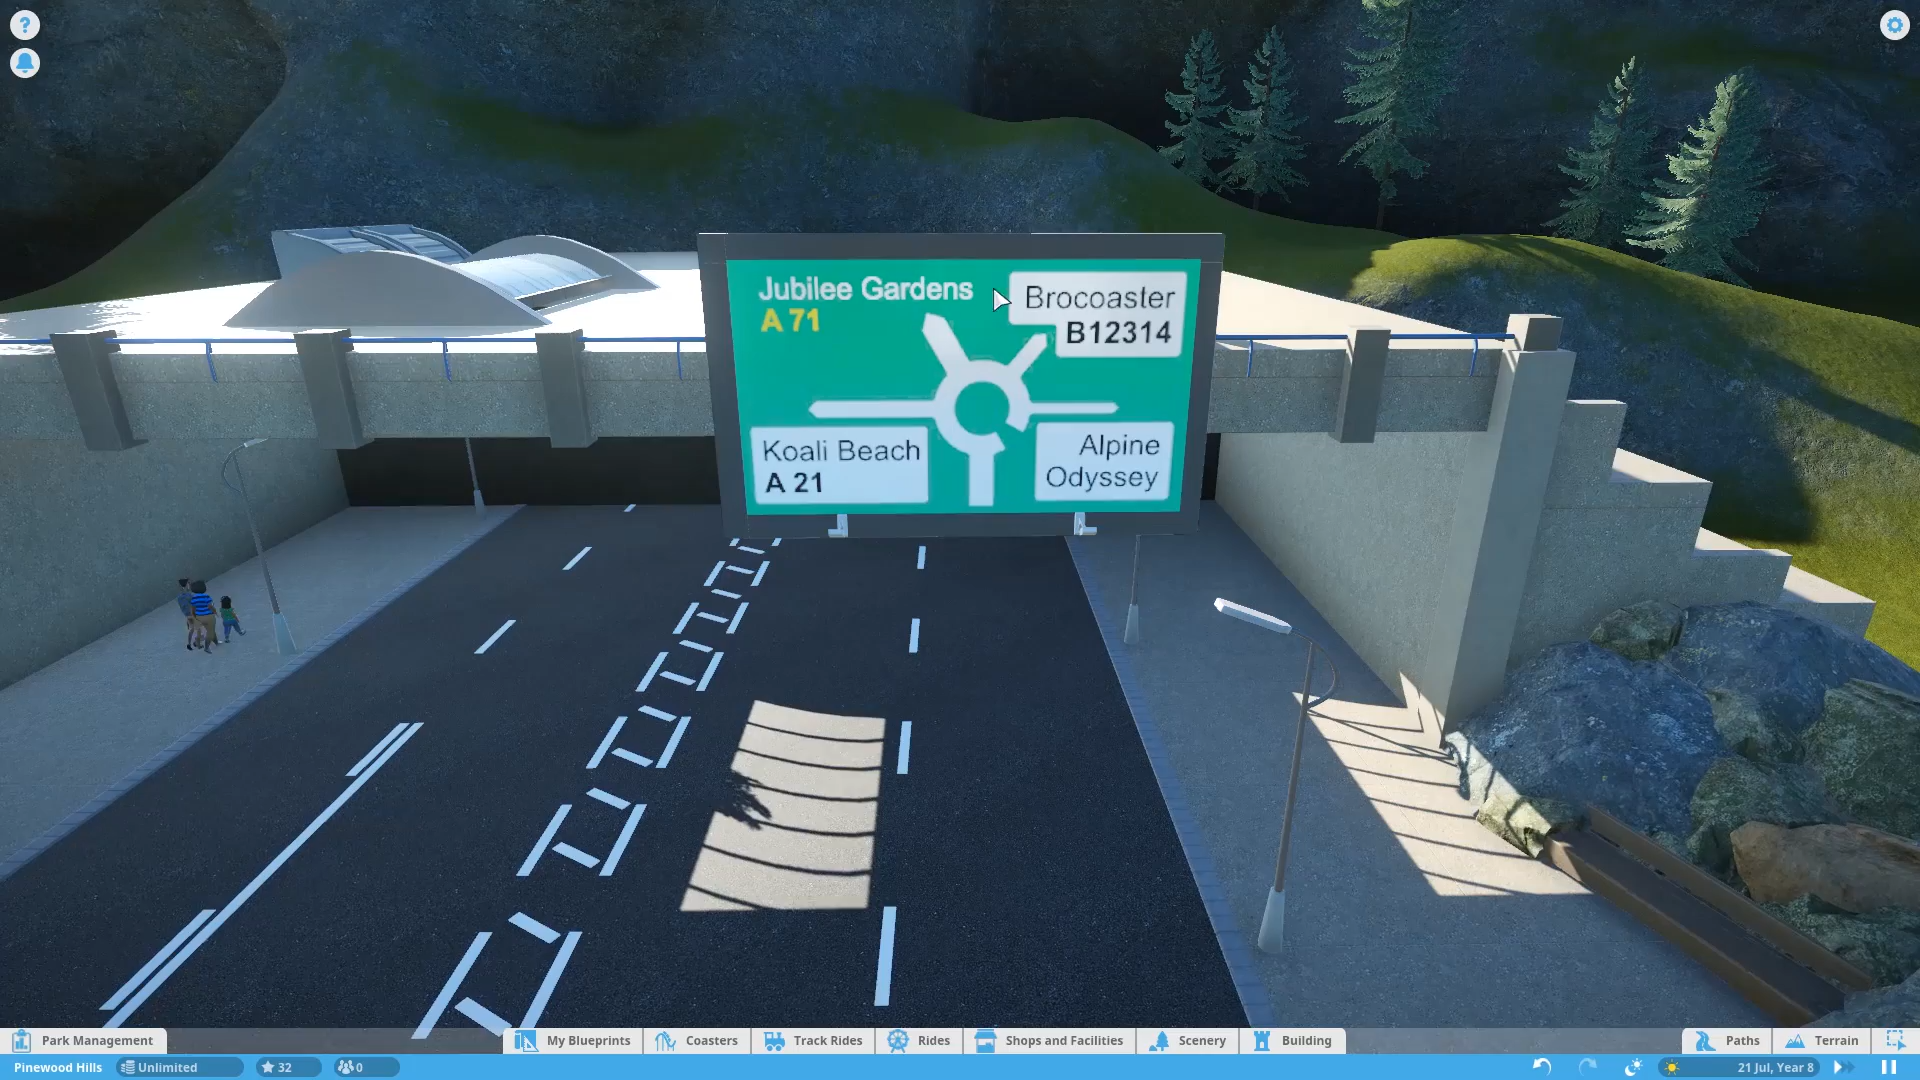 ?
Jubilee Gardens
A 71
Brocoaster
B12314
Koali Beach
A 21
Alpine
Odyssey
Park Management
My Blueprints
Coasters
Track Rides
Rides
Shops and Facilities
Scenery
Building
Paths
Terrain
Pinewood Hills
Unlimited
32
0
21 Jul, Year 8